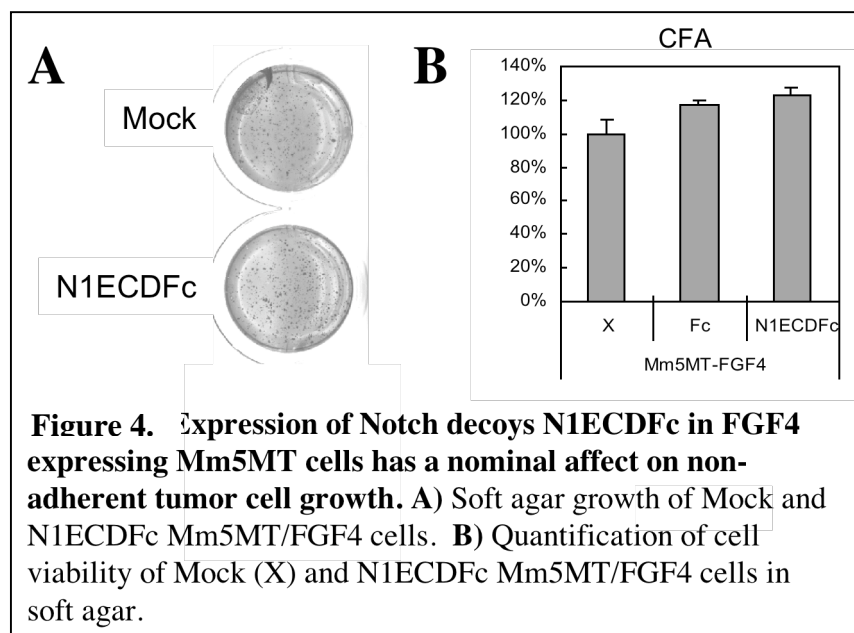 A
Mock
N1ECDFc
B
CFA
140%
120%
100%
80%
60%
40%
20%
0%
X Fc N1ECDFc
Mm5MT-FGF4
Figure 4. Expression of Notch decoys N1ECDFc in FGF4
expressing Mm5MT cells has a nominal affect on non-
adherent tumor cell growth. A) Soft agar growth of Mock and
N1ECDFc Mm5MT/FGF4 cells. B) Quantification of cell
viability of Mock (X) and N1ECDFc Mm5MT/FGF4 cells in
soft agar.